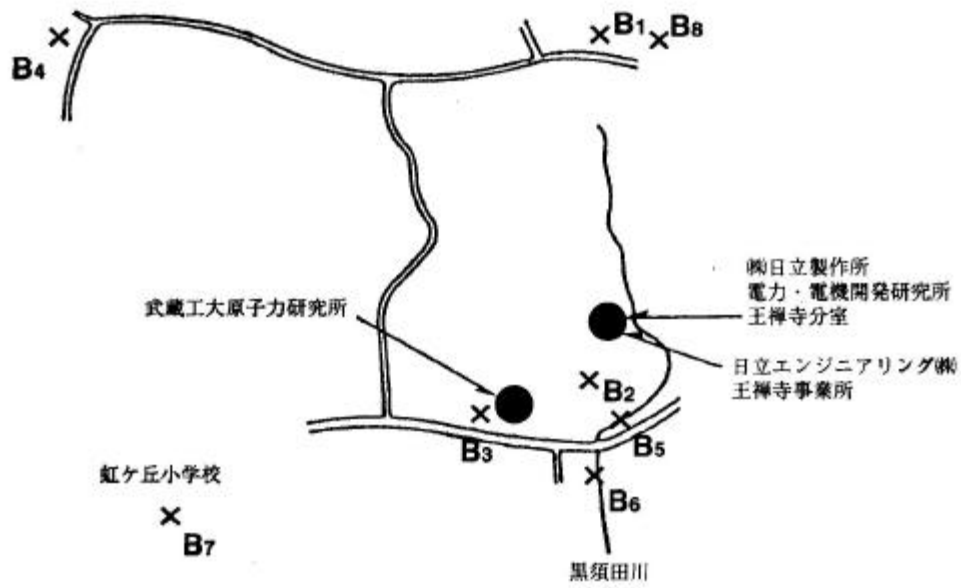 B4
B1
B8
㈱日立製作所
電力・電機開発研究所
王禅寺分室
武蔵工大原子力研究所
日立エンジニアリング㈱
王禅寺事業所
B2
B3
B5
虹ケ丘小学校
B6
B7
黒須田川